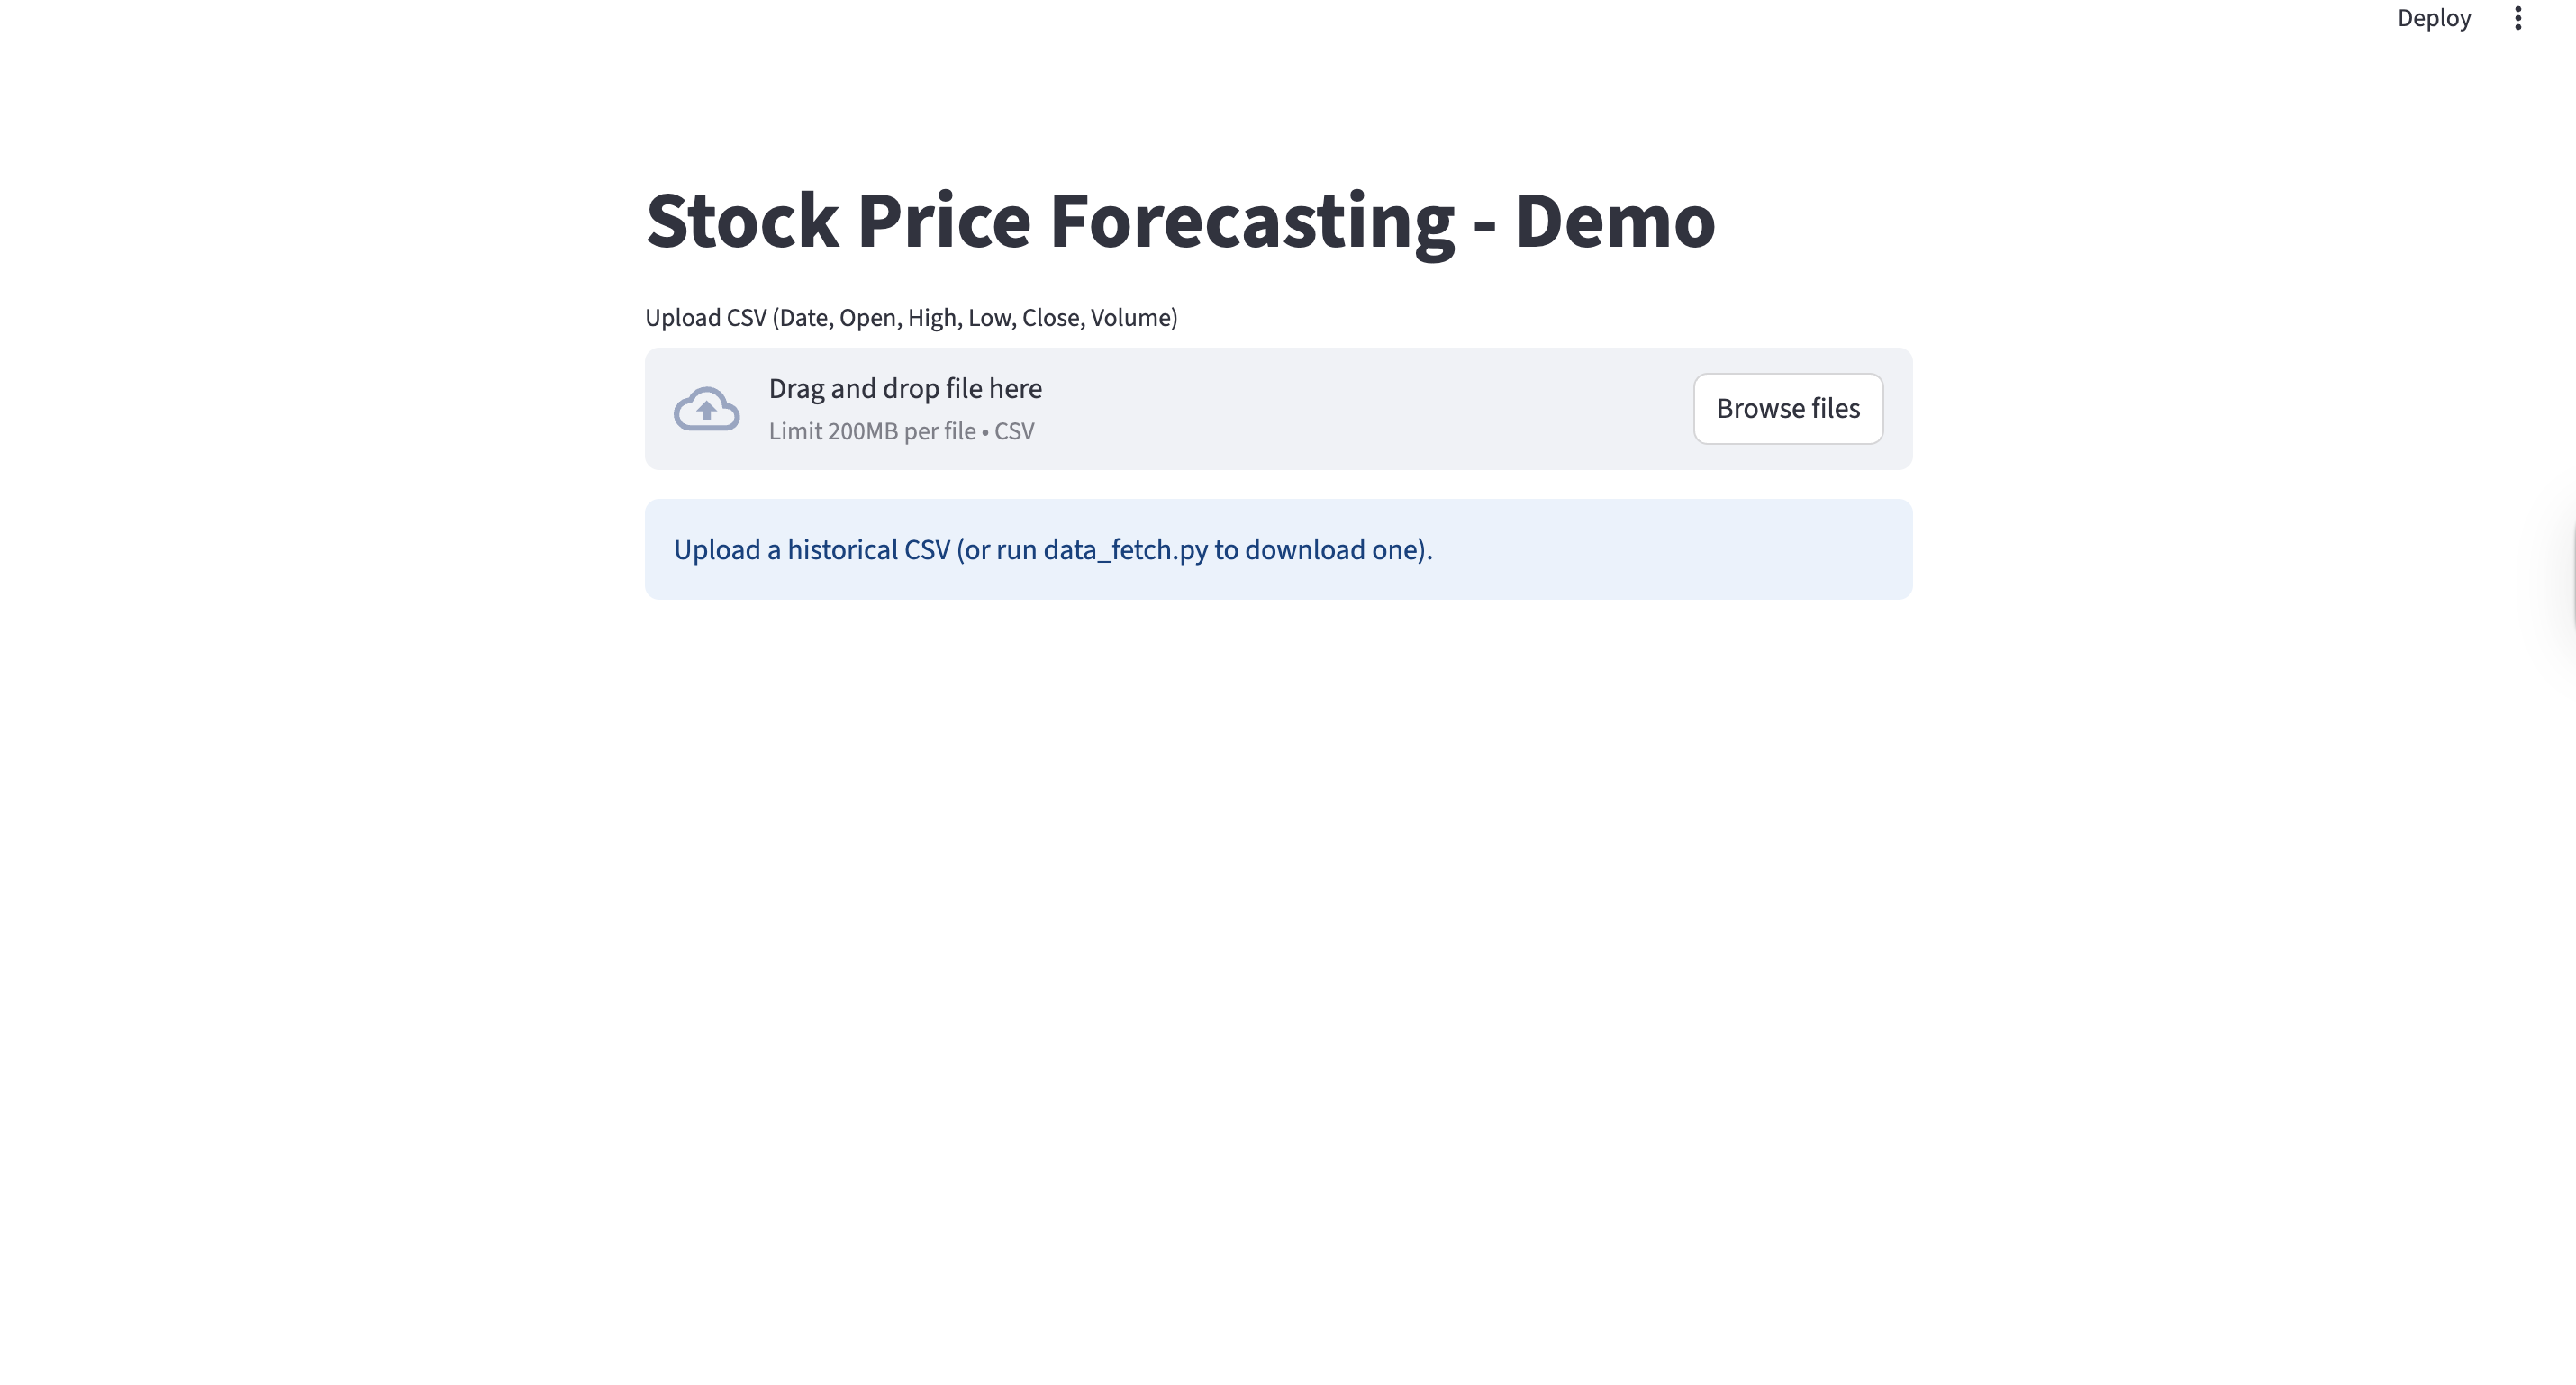 Deploy
Stock Price Forecasting - Demo
Upload CSV (Date, Open, High, Low, Close, Volume)
Drag and drop file here
Limit 200MB per file • CSV
Browse files
Upload a historical CSV (or run data_fetch.py to download one).